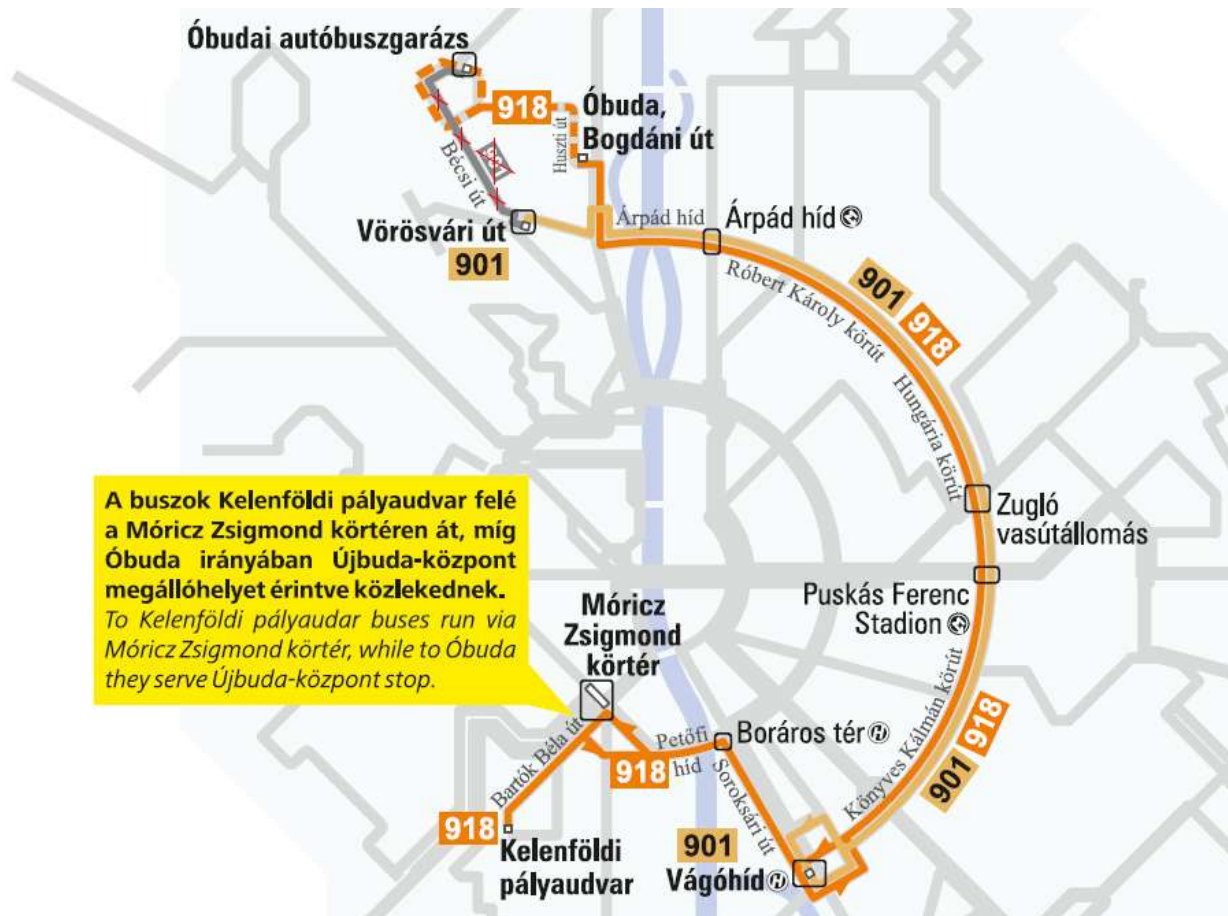 Óbudai autóbuszgarázs
918
Óbuda,
Bogdáni út
Huszti út
Bécsi út
Vörösvári út
901
Árpád híd
Árpád híd
Róbert Károly körút
901
918
Hungária körút
Zugló
vasútállomás
Puskás Ferenc
Stadion
A buszok Kelenföldi pályaudvar felé
a Móricz Zsigmond körtéren át, míg
Óbuda irányában Újbuda-központ
megállóhelyet érintve közlekednek.
To Kelenföldi pályaudar buses run via
Móricz Zsigmond körtér, while to Óbuda
they serve Újbuda-központ stop.
Móricz
Zsigmond
körtér
Bartók Béla út
Petőfi
híd
918
Boráros tér H
Soroksári út
Könyves Kálmán körút
901
918
918
Kelenföldi
pályaudvar
901
Vágóhíd H